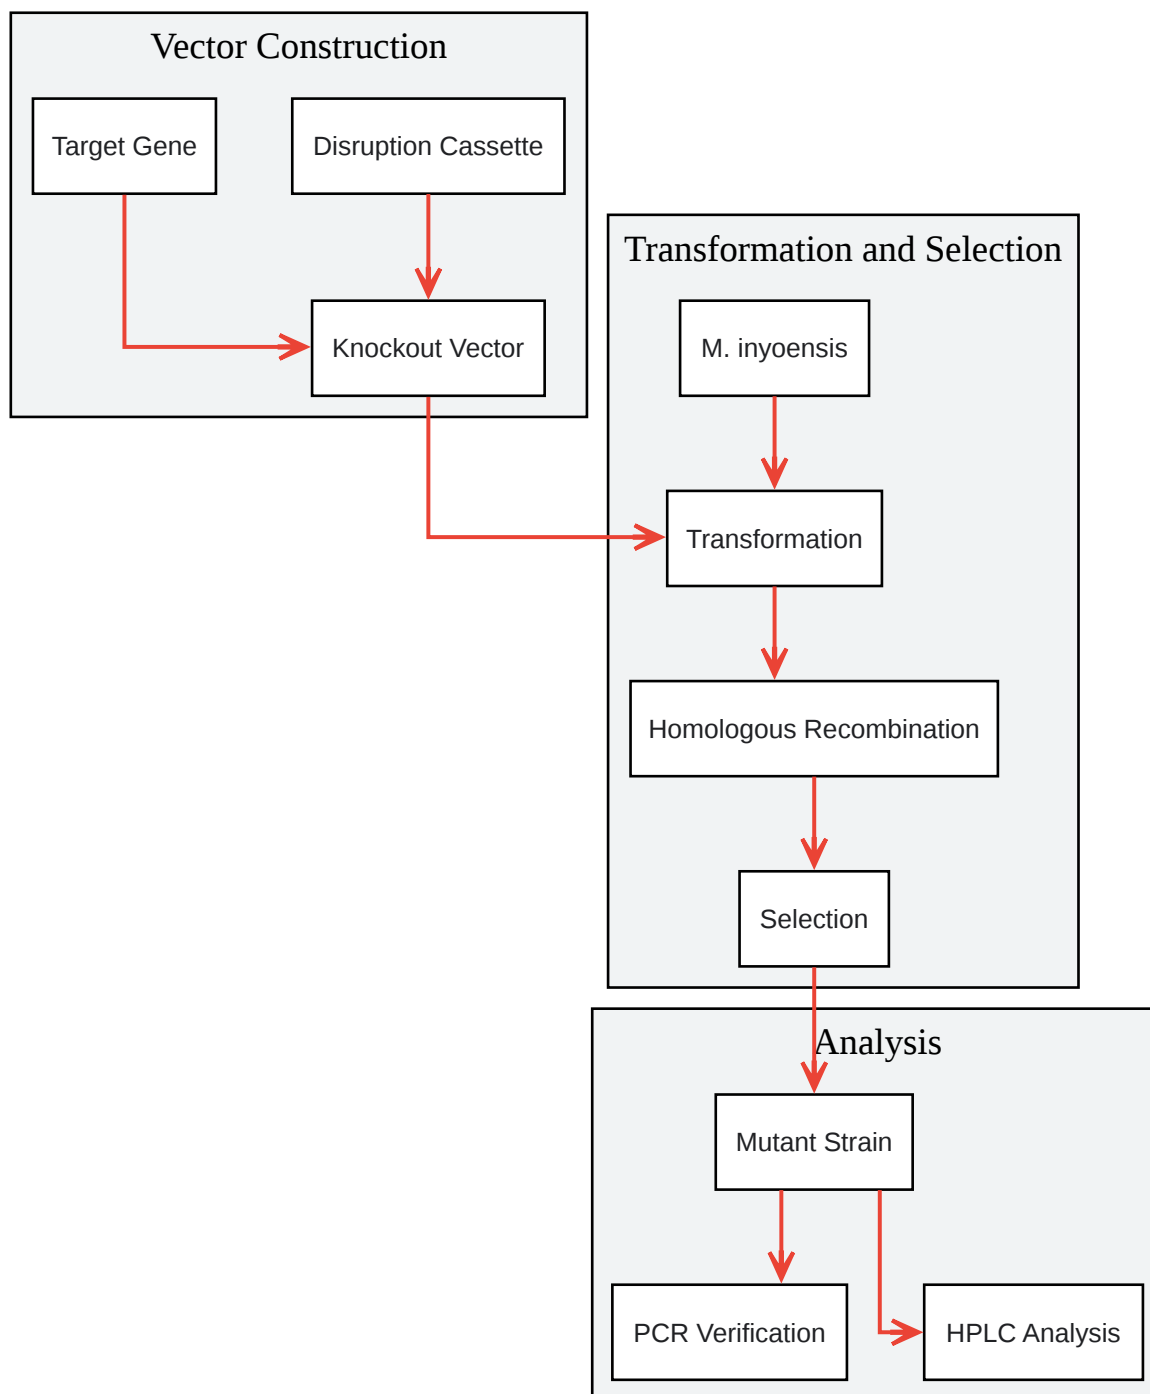 Vector Construction
Target Gene
Disruption Cassette
Knockout Vector
Transformation and Selection
M. inyoensis
Transformation
Homologous Recombination
Selection
Analysis
Mutant Strain
PCR Verification
HPLC Analysis